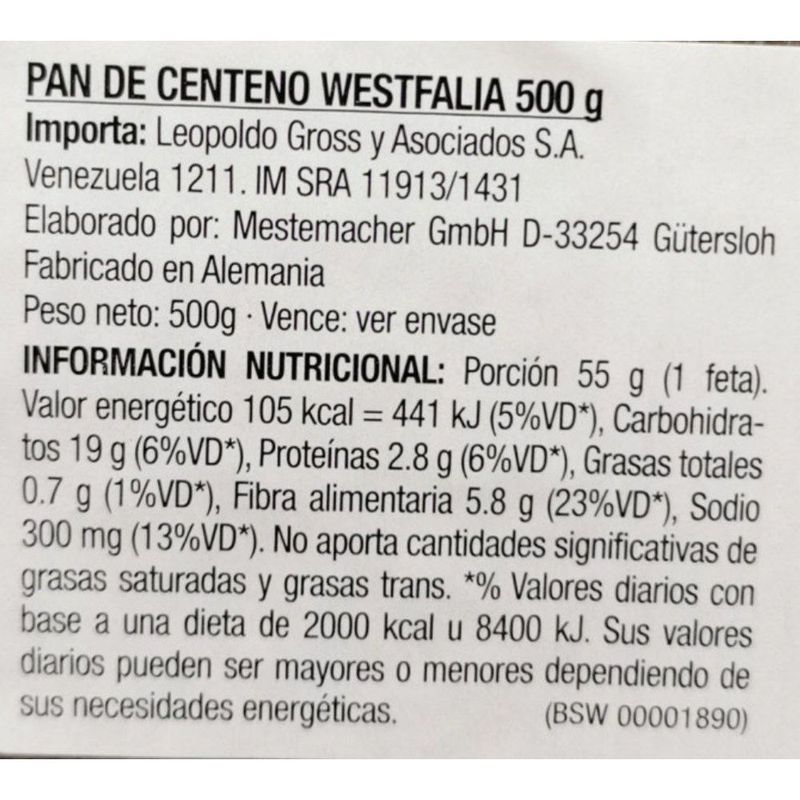 PAN DE CENTENO WESTFALIA 500 g
Importa: Leopoldo Gross y Asociados S.A.
Venezuela 1211. IM SRA 11913/1431
Elaborado por: Mestemacher GmbH D-33254 Gütersloh
Fabricado en Alemania
Peso neto: 500g · Vence: ver envase
INFORMACIÓN NUTRICIONAL: Porción 55 g (1 feta).
Valor energético 105 kcal = 441 kJ (5%VD*), Carbohidra-
tos 19 g (6%VD*), Proteínas 2.8 g (6%VD*), Grasas totales
0.7 g (1%VD*), Fibra alimentaria 5.8 g (23%VD*), Sodio
300 mg (13%VD*). No aporta cantidades significativas de
grasas saturadas y grasas trans. *% Valores diarios con
base a una dieta de 2000 kcal u 8400 kJ. Sus valores
diarios pueden ser mayores o menores dependiendo de
sus necesidades energéticas. (BSW 00001890)